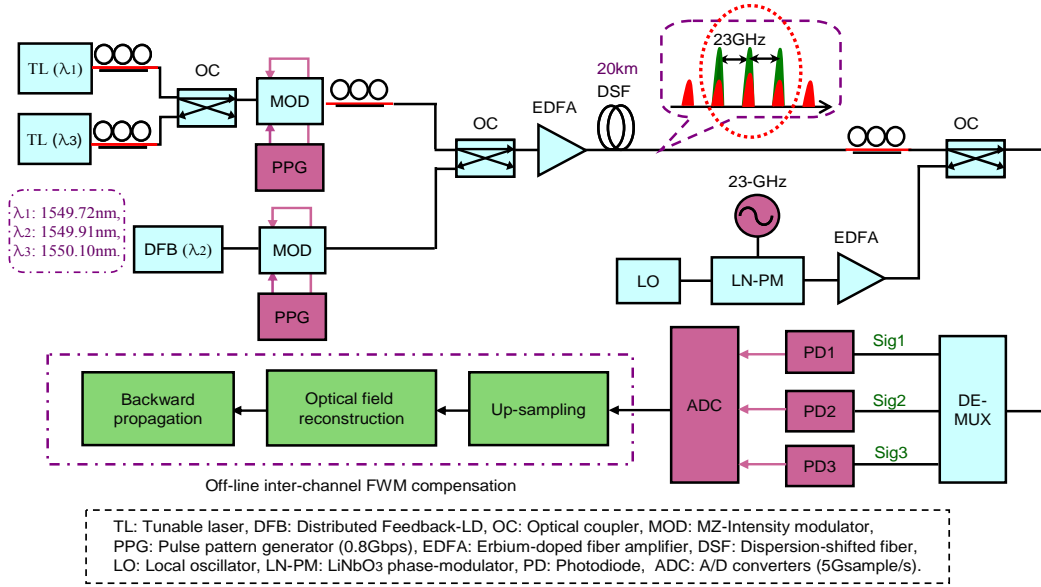 TL (λ1)
OC
MOD
PPG
TL (λ3)
λ1: 1549.72nm,
λ2: 1549.91nm,
λ3: 1550.10nm.
DFB (λ2)
MOD
PPG
OC
EDFA
20km
DSF
23GHz
OC
23-GHz
LO
LN-PM
EDFA
Backward
propagation
Optical field
reconstruction
Up-sampling
ADC
PD1
PD2
PD3
Sig1
Sig2
Sig3
DE-
MUX
Off-line inter-channel FWM compensation
TL: Tunable laser, DFB: Distributed Feedback-LD, OC: Optical coupler, MOD: MZ-Intensity modulator,
PPG: Pulse pattern generator (0.8Gbps), EDFA: Erbium-doped fiber amplifier, DSF: Dispersion-shifted fiber,
LO: Local oscillator, LN-PM: LiNbO3 phase-modulator, PD: Photodiode, ADC: A/D converters (5Gsample/s).